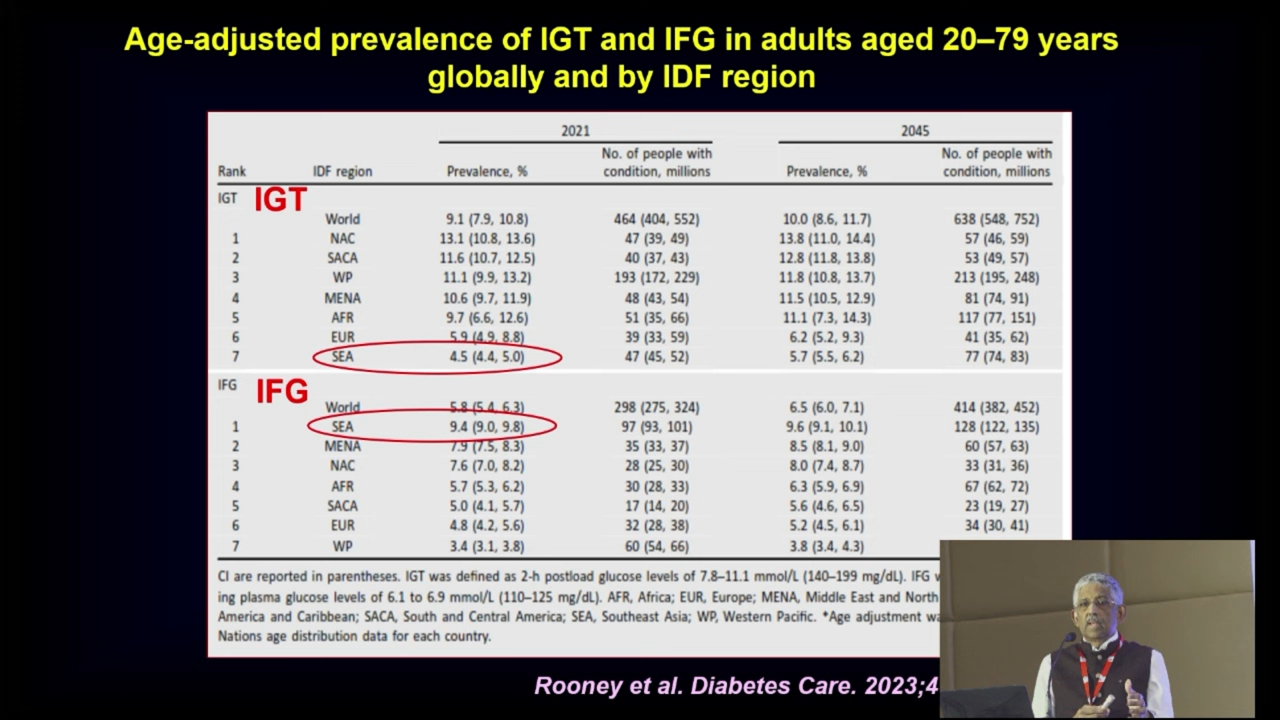 Age-adjusted prevalence of IGT and IFG in adults aged 20–79 years
globally and by IDF region
2021 2045
No. of people with No. of people with
Rank IDF region Prevalence, % condition, millions Prevalence, % condition, millions
IGT IGT
World 9.1 (7.9, 10.8) 464 (404, 552) 10.0 (8.6, 11.7) 638 (548, 752)
1 NAC 13.1 (10.8, 13.6) 47 (39, 49) 13.8 (11.0, 14.4) 57 (46, 59)
2 SACA 11.6 (10.7, 12.5) 40 (37, 43) 12.8 (11.8, 13.8) 53 (49, 57)
3 WP 11.1 (9.9, 13.2) 193 (172, 229) 11.8 (10.8, 13.7) 213 (195, 248)
4 MENA 10.6 (9.7, 11.9) 48 (43, 54) 11.5 (10.5, 12.9) 81 (74, 91)
5 AFR 9.7 (6.6, 12.6) 51 (35, 66) 11.1 (7.3, 14.3) 117 (77, 151)
6 EUR 5.9 (4.9, 8.8) 39 (33, 59) 6.2 (5.2, 9.3) 41 (35, 62)
7 SEA 4.5 (4.4, 5.0) 47 (45, 52) 5.7 (5.5, 6.2) 77 (74, 83)
IFG IFG
World 5.8 (5.4, 6.3) 298 (275, 324) 6.5 (6.0, 7.1) 414 (382, 452)
1 SEA 9.4 (9.0, 9.8) 97 (93, 101) 9.6 (9.1, 10.1) 128 (122, 135)
2 MENA 7.9 (7.5, 8.3) 35 (33, 37) 8.5 (8.1, 9.0) 60 (57, 63)
3 NAC 7.6 (7.0, 8.2) 28 (25, 30) 8.0 (7.4, 8.7) 33 (31, 36)
4 AFR 5.7 (5.3, 6.2) 30 (28, 33) 6.3 (5.9, 6.9) 67 (62, 72)
5 SACA 5.0 (4.1, 5.7) 17 (14, 20) 5.6 (4.6, 6.5) 23 (19, 27)
6 EUR 4.8 (4.2, 5.6) 32 (28, 38) 5.2 (4.5, 6.1) 34 (30, 41)
7 WP 3.4 (3.1, 3.8) 60 (54, 66) 3.8 (3.4, 4.3)
CI are reported in parentheses. IGT was defined as 2-h postload glucose levels of 7.8–11.1 mmol/L (140–199 mg/dL). IFG
ing plasma glucose levels of 6.1 to 6.9 mmol/L (110–125 mg/dL). AFR, Africa; EUR, Europe; MENA, Middle East and North
America and Caribbean; SACA, South and Central America; SEA, Southeast Asia; WP, Western Pacific. *Age adjustment
Nations age distribution data for each country.
Rooney et al. Diabetes Care. 2023;4